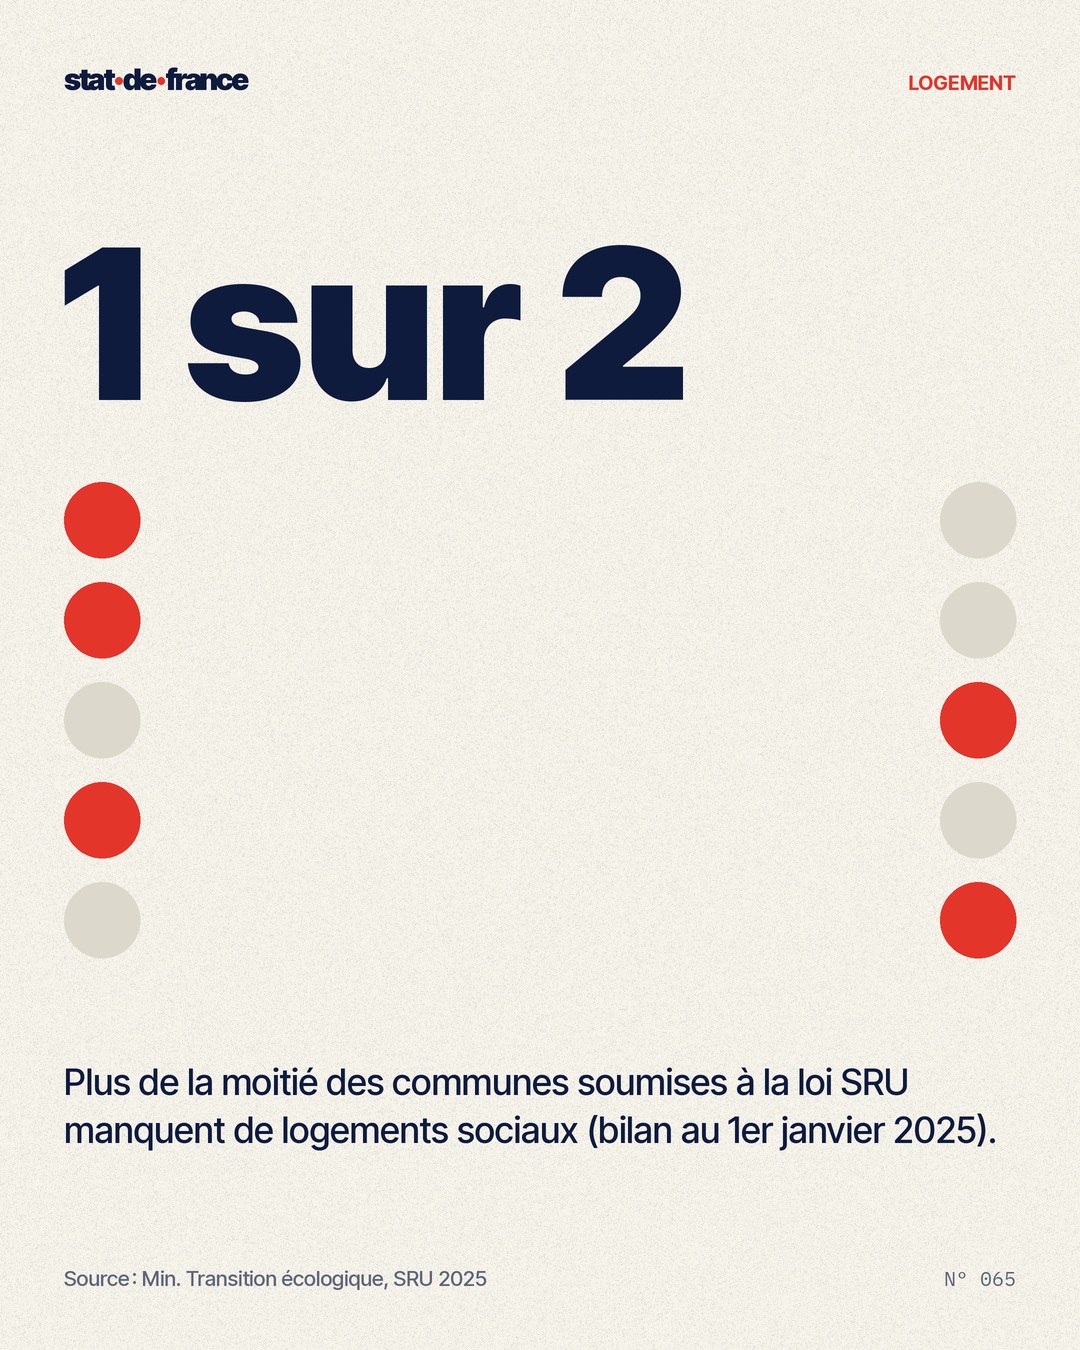 stat•de•france
LOGEMENT
1 sur 2
Plus de la moitié des communes soumises à la loi SRU
manquent de logements sociaux (bilan au 1er janvier 2025).
Source : Min. Transition écologique, SRU 2025
N° 065